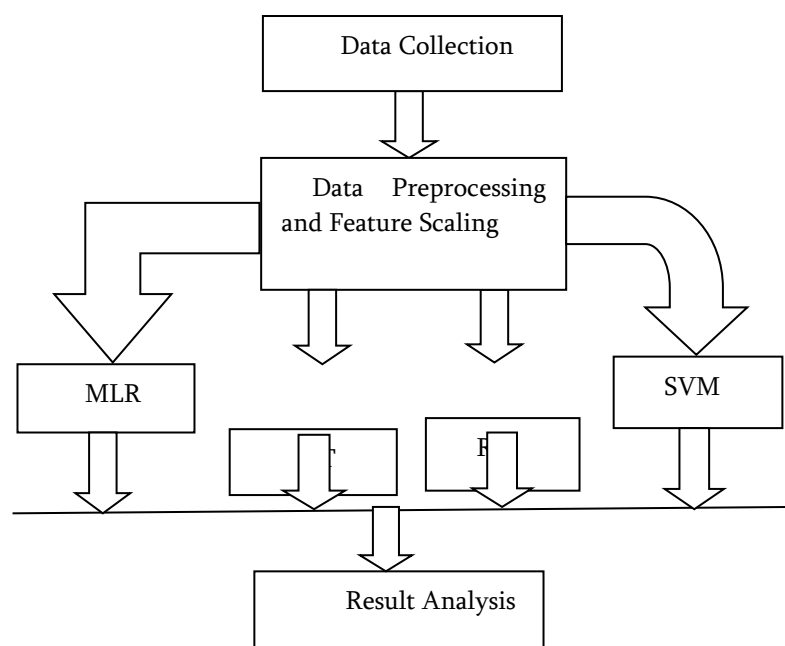 Data Collection
Data Preprocessing
and Feature Scaling
MLR
SVM
Result Analysis